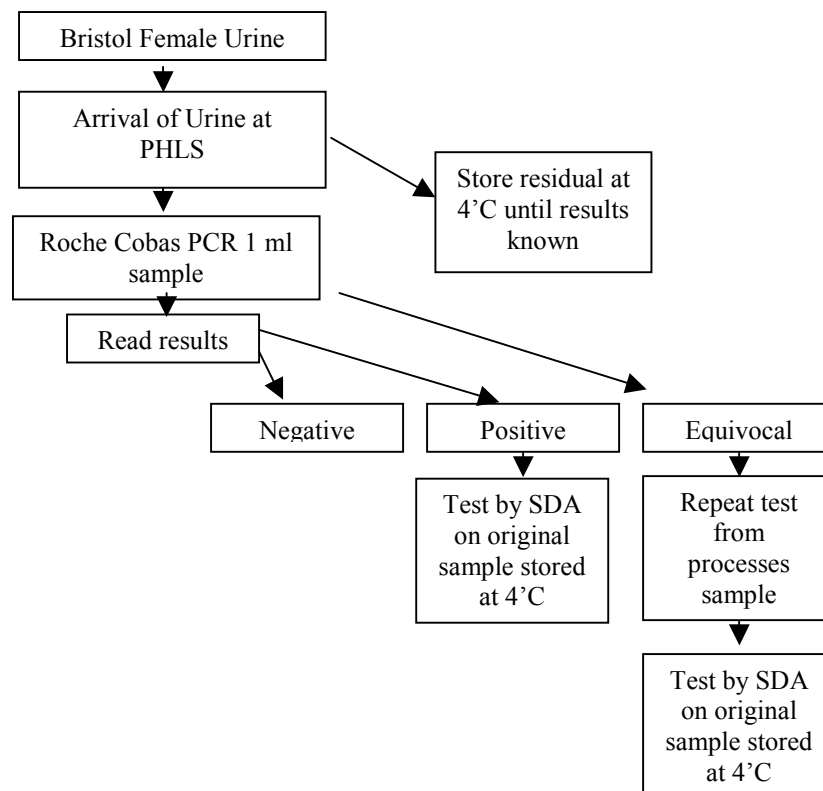 Bristol Female Urine
Arrival of Urine at
PHLS
Store residual at
4’C until results
known
Roche Cobas PCR 1 ml
sample
Read results
Negative
Positive
Equivocal
Test by SDA
on original
sample stored
at 4’C
Repeat test
from
processes
sample
Test by SDA
on original
sample stored
at 4’C